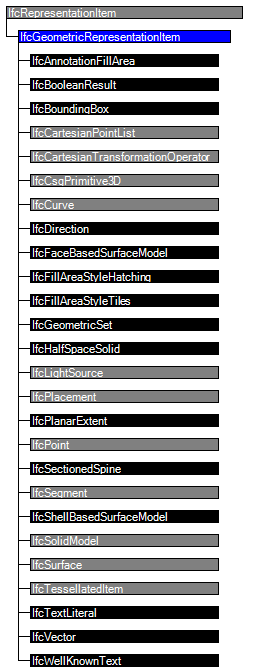 IfcRepresentationItem
IfcGeometricRepresentationItem
IfcAnnotationFillArea
IfcBooleanResult
IfcBoundingBox
IfcCartesianPointList
IfcCartesianTransformationOperator
IfcCsgPrimitive3D
IfcCurve
IfcDirection
IfcFaceBasedSurfaceModel
IfcFillAreaStyleHatching
IfcFillAreaStyleTiles
IfcGeometricSet
IfcHalfSpaceSolid
IfcLightSource
IfcPlacement
IfcPlanarExtent
IfcPoint
IfcSectionedSpine
IfcSegment
IfcShellBasedSurfaceModel
IfcSolidModel
IfcSurface
IfcTessellatedItem
IfcTextLiteral
IfcVector
IfcWellKnownText